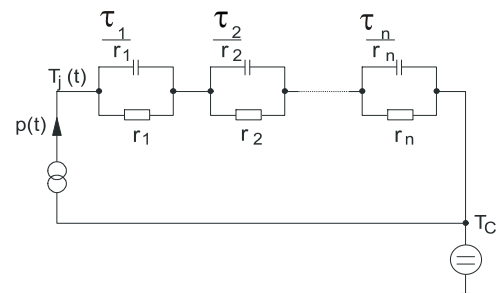 τ1/r1 τ2/r2 τn/rn
Tj(t)
r1 r2 rn
p(t)
TC